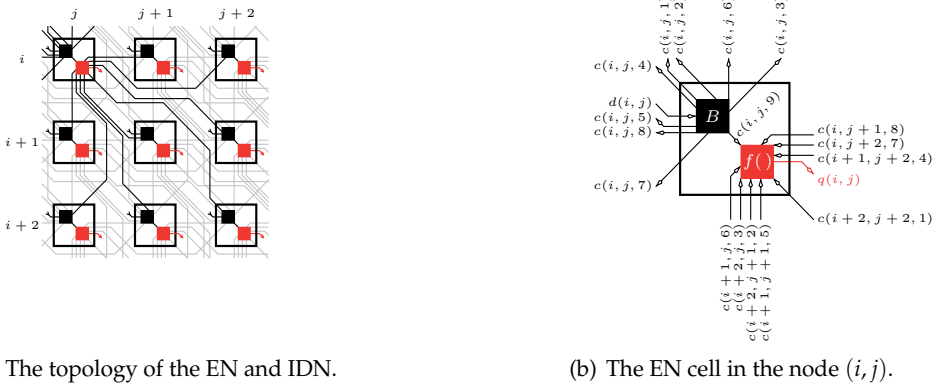 j j + 1 j + 2
i
i + 1
i + 2
The topology of the EN and IDN.
c(i, j, 1)
c(i, j, 2)
c(i, j, 6)
c(i, j, 3)
c(i, j, 4)
d(i, j)
c(i, j, 5)
c(i, j, 8)
B
c(i, j, 9)
f( )
c(i, j + 1, 8)
c(i, j + 2, 7)
c(i + 1, j + 2, 4)
q(i, j)
c(i, j, 7)
c(i + 2, j + 2, 1)
c(i + 1, j, 6)
c(i + 2, j, 3)
c(i + 2, j + 1, 2)
c(i + 1, j + 1, 5)
(b) The EN cell in the node (i, j).